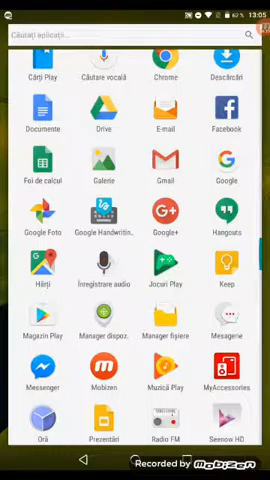 62 % 13:05
Căutați aplicații...
Cărți Play Căutare vocală Chrome Descărcări
Documente Drive E-mail Facebook
Foi de calcul Galerie Gmail Google
Google Foto Google Handwritin... Google+ Hangouts
Hărți Înregistrare audio Jocuri Play Keep
Magazin Play Manager dispoz. Manager fișiere Mesagerie
Messenger Mobizen Muzică Play MyAccessories
Oră Prezentări Radio FM Seenow HD
Recorded by mobizen